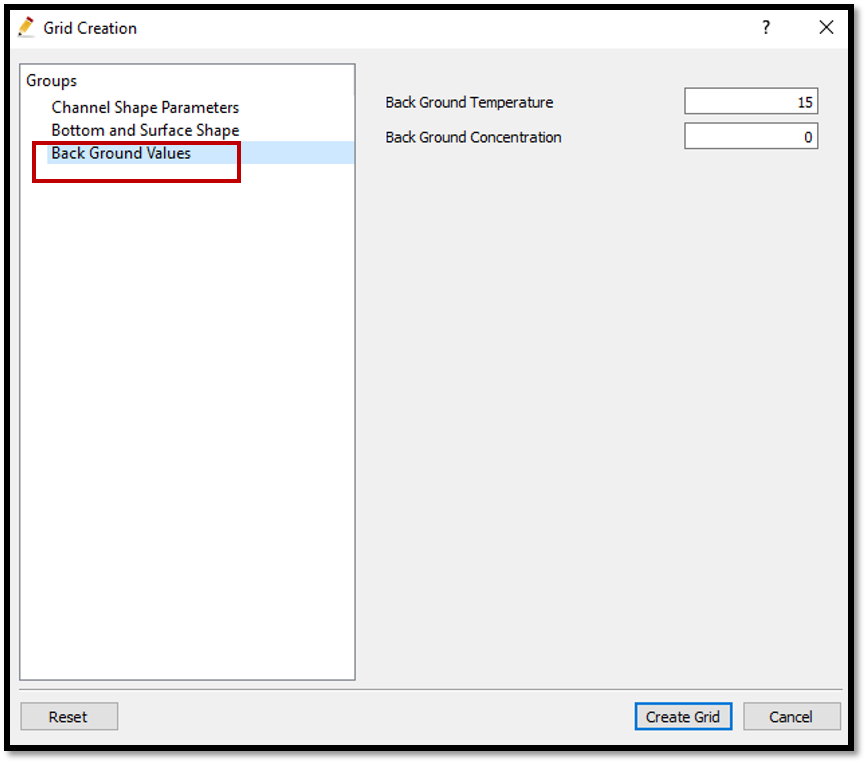 Grid Creation
?
Groups
Channel Shape Parameters
Bottom and Surface Shape
Back Ground Values
Back Ground Temperature 15
Back Ground Concentration 0
Reset
Create Grid
Cancel